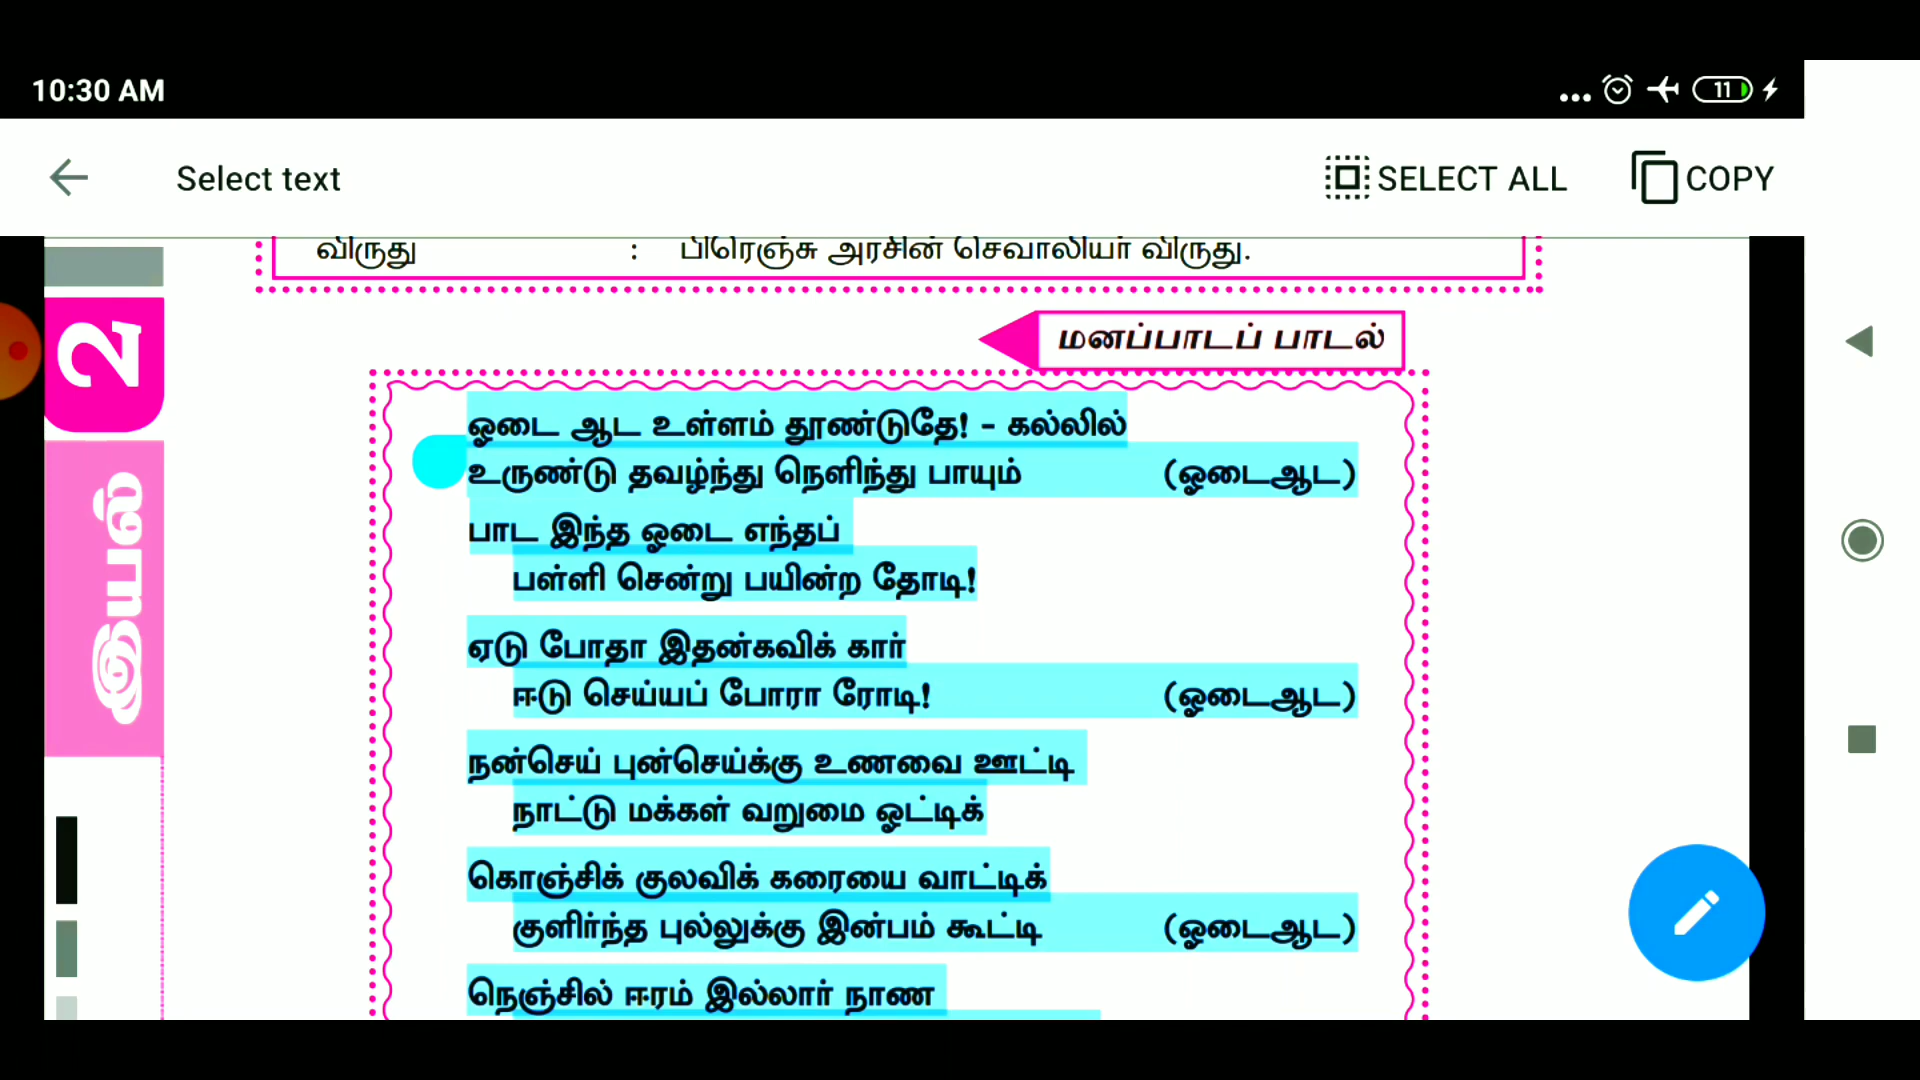 10:30 AM
11
Select text
SELECT ALL
COPY
விருது : பிரெஞ்சு அரசின் செவாலியர் விருது.
2
இயல்
மனப்பாடப் பாடல்
ஓடை ஆட உள்ளம் தூண்டுதே! - கல்லில்
உருண்டு தவழ்ந்து நெளிந்து பாயும் (ஓடைஆட)
பாட இந்த ஓடை எந்தப்
பள்ளி சென்று பயின்ற தோடி!
ஏடு போதா இதன்கவிக் கார்
ஈடு செய்யப் போரா ரோடி! (ஓடைஆட)
நன்செய் புன்செய்க்கு உணவை ஊட்டி
நாட்டு மக்கள் வறுமை ஓட்டிக்
கொஞ்சிக் குலவிக் கரையை வாட்டிக்
குளிர்ந்த புல்லுக்கு இன்பம் கூட்டி (ஓடைஆட)
நெஞ்சில் ஈரம் இல்லார் நாண